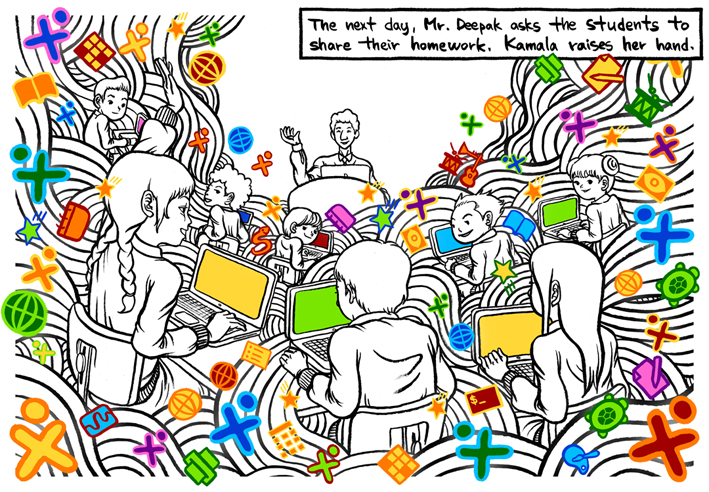 The next day, Mr. Deepak asks the students to
share their homework. Kamala raises her hand.
$_